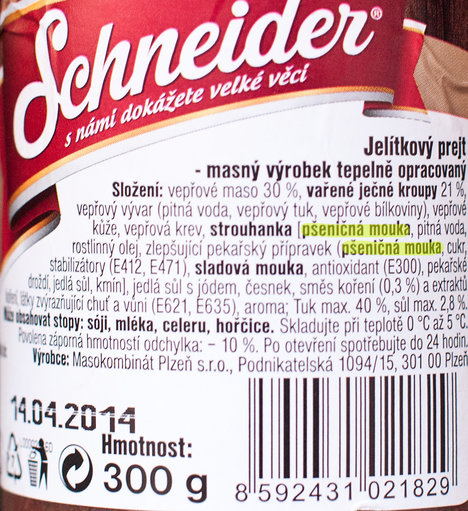 Schneider®
s námi dokážete velké věci
Jelítkový prejt
- masný výrobek tepelně opracovaný
Složení: vepřové maso 30 %, vařené ječné kroupy 21 %,
vepřový vývar (pitná voda, vepřový tuk, vepřové bílkoviny), vepřové
kůže, vepřová krev, strouhanka [pšeničná mouka, pitná voda,
rostlinný olej, zlepšující pekařský přípravek (pšeničná mouka, cukr,
stabilizátory (E412, E471), sladová mouka, antioxidant (E300), pekařské
droždí, jedlá sůl, kmín], jedlá sůl s jódem, česnek, směs koření (0,3 %) a extraktů
koření, látky zvýrazňující chuť a vůni (E621, E635), aroma; Tuk max. 40 %, sůl max. 2,8 %.
Může obsahovat stopy: sóji, mléka, celeru, hořčice. Skladujte při teplotě 0 °C až 5 °C.
Povolená záporná hmotnostní odchylka: – 10 %. Po otevření spotřebujte do 24 hodin.
Výrobce: Masokombinát Plzeň s.r.o., Podnikatelská 1094/15, 301 00 Plzeň
14.04.2014
Hmotnost:
300 g
8 592431 021829